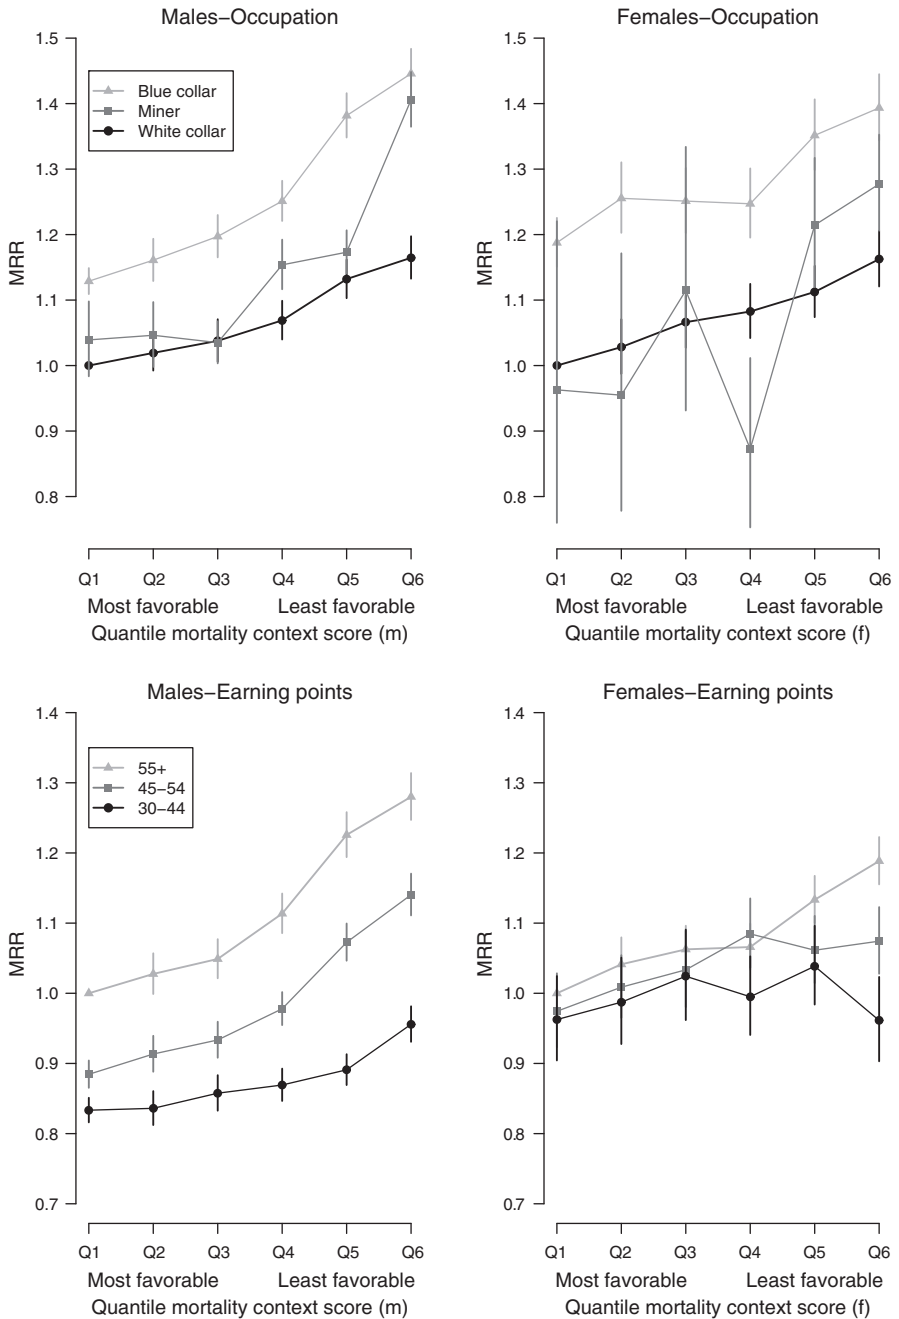 Males−Occupation
MRR
1.5
1.4
1.3
1.2
1.1
1.0
0.9
0.8
Blue collar
Miner
White collar
Q1 Q2 Q3 Q4 Q5 Q6
Most favorable Least favorable
Quantile mortality context score (m)
Females−Occupation
MRR
1.5
1.4
1.3
1.2
1.1
1.0
0.9
0.8
Q1 Q2 Q3 Q4 Q5 Q6
Most favorable Least favorable
Quantile mortality context score (f)
Males−Earning points
MRR
1.4
1.3
1.2
1.1
1.0
0.9
0.8
0.7
55+
45−54
30−44
Q1 Q2 Q3 Q4 Q5 Q6
Most favorable Least favorable
Quantile mortality context score (m)
Females−Earning points
MRR
1.4
1.3
1.2
1.1
1.0
0.9
0.8
0.7
Q1 Q2 Q3 Q4 Q5 Q6
Most favorable Least favorable
Quantile mortality context score (f)